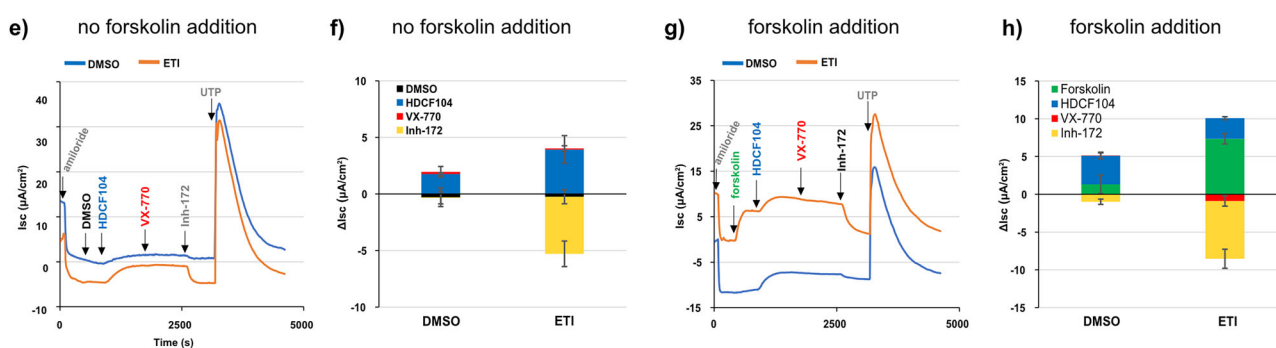 e) no forskolin addition
DMSO ETI
40
30
20
10
0
-10
Isc (µA/cm²)
amiloride
DMSO
HDCF104
VX-770
Inh-172
UTP
0 2500 5000
Time (s)
f) no forskolin addition
10
5
0
-5
-10
ΔIsc (µA/cm²)
DMSO
HDCF104
VX-770
Inh-172
DMSO ETI
g) forskolin addition
DMSO ETI
35
25
15
5
-5
-15
Isc (µA/cm²)
amiloride
forskolin
HDCF104
VX-770
Inh-172
UTP
0 2500 5000
h) forskolin addition
15
10
5
0
-5
-10
-15
ΔIsc (µA/cm²)
Forskolin
HDCF104
VX-770
Inh-172
DMSO ETI